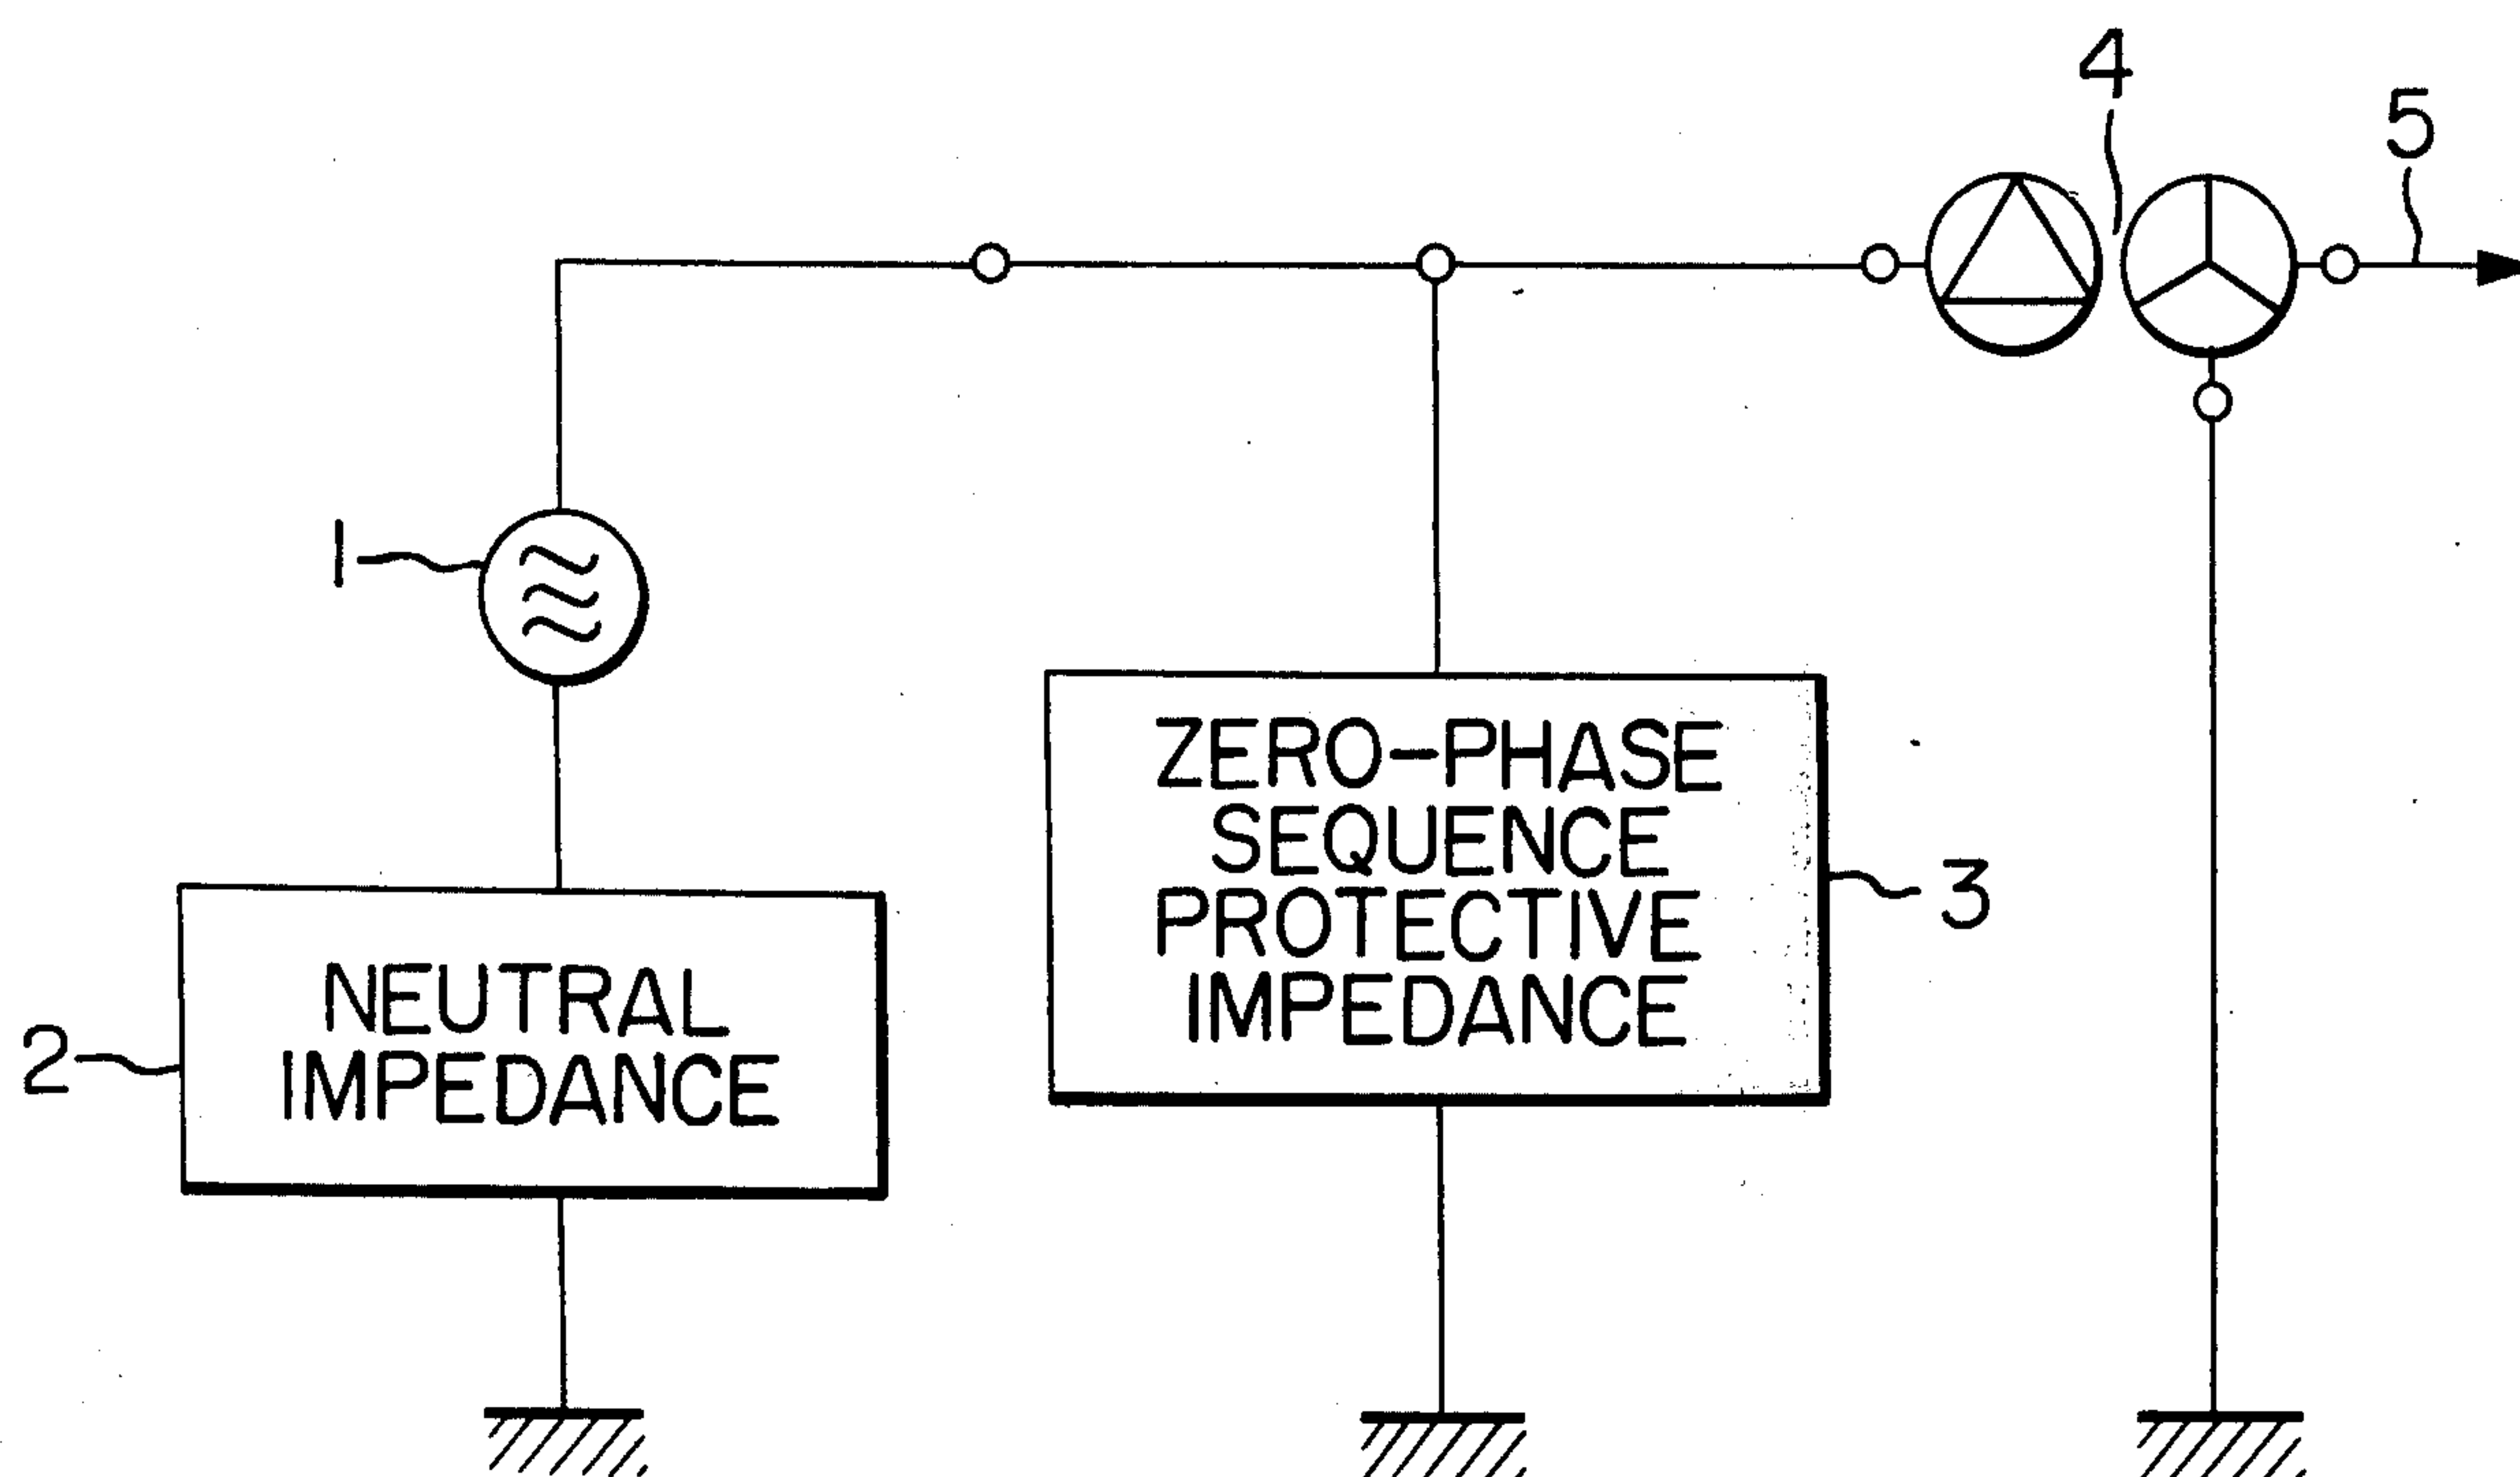 4
5
1
ZERO-PHASE
SEQUENCE
PROTECTIVE
IMPEDANCE
3
NEUTRAL
IMPEDANCE
2